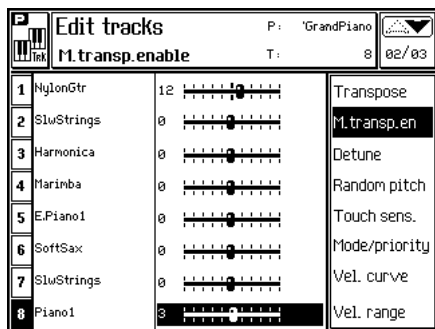 P
Trk
Edit tracks
P: 'GrandPiano
M.transp.enable
T: 8
02/03
1 NylonGtr 12
2 SlwStrings 0
3 Harmonica 0
4 Marimba 0
5 E.Piano1 0
6 SoftSax 0
7 SlwStrings 0
8 Piano1 3
Transpose
M.transp.en
Detune
Random pitch
Touch sens.
Mode/priority
Vel. curve
Vel. range